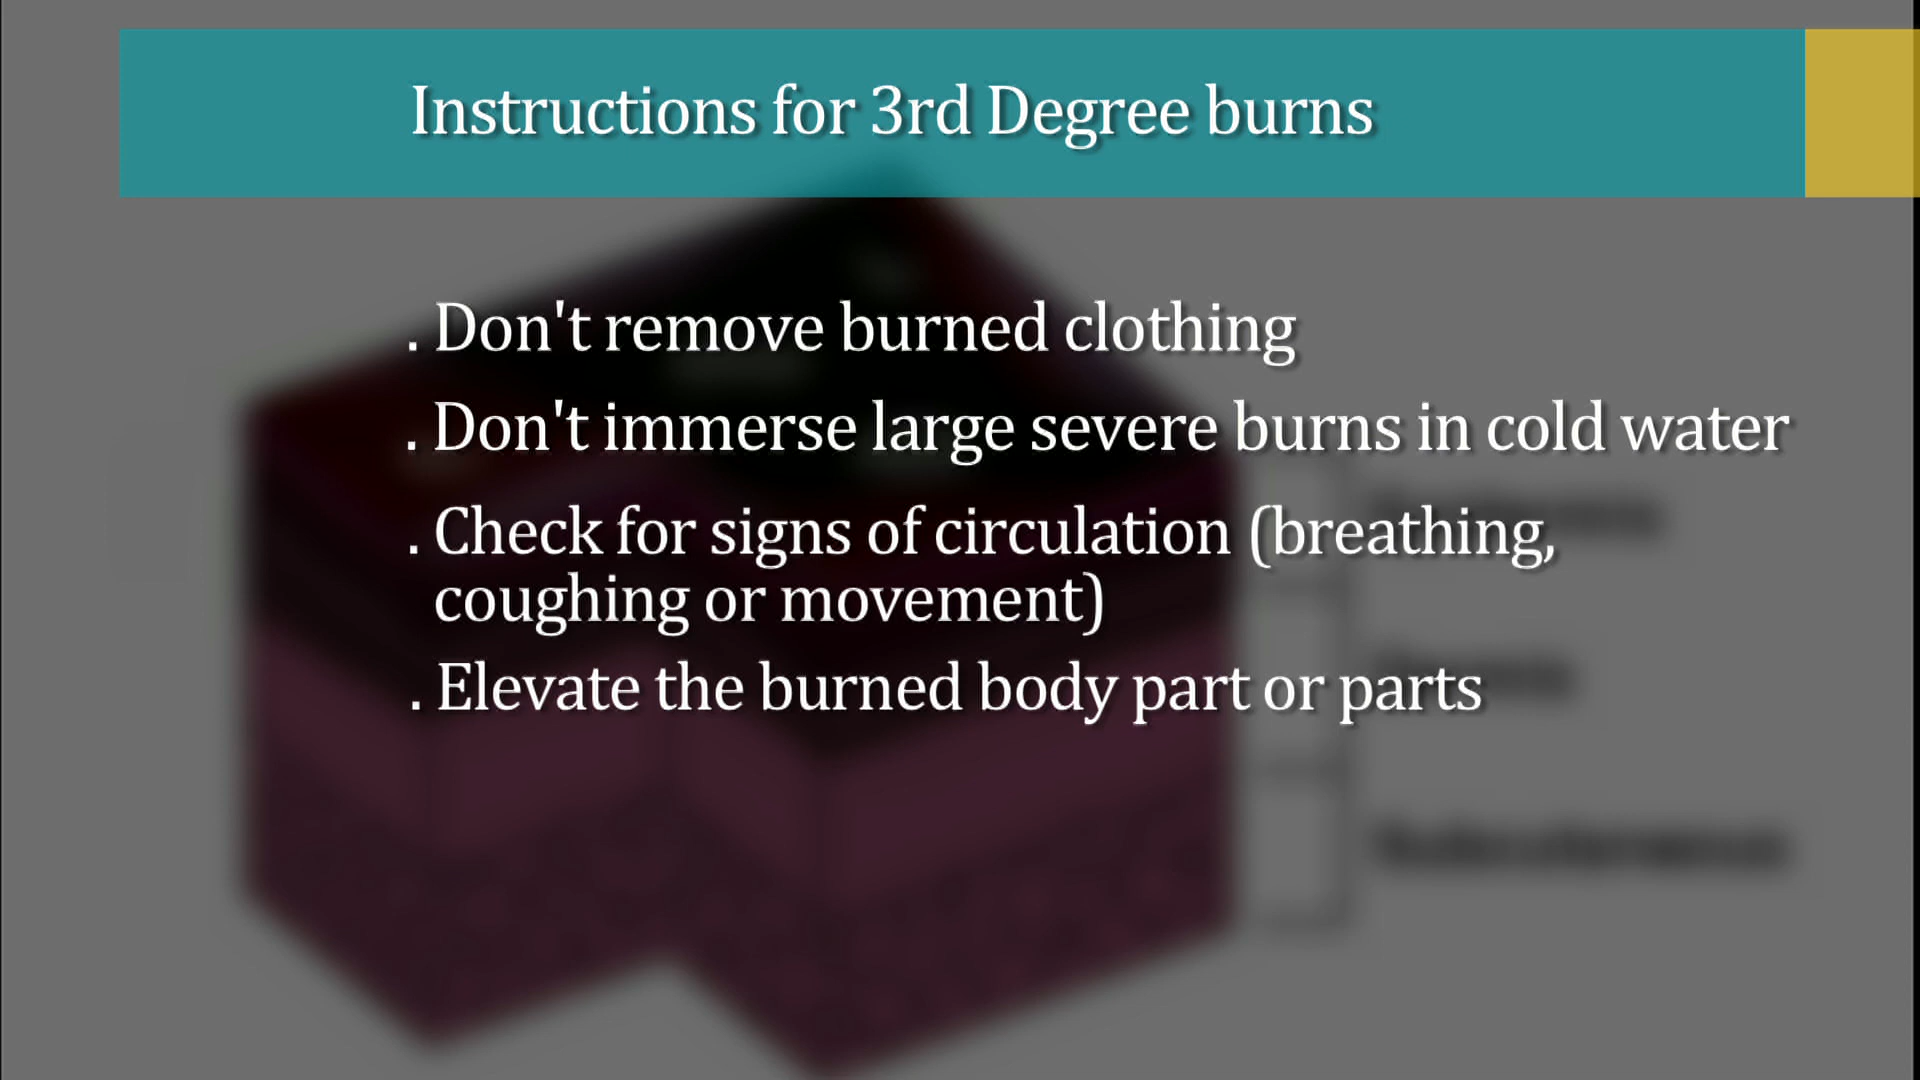 Instructions for 3rd Degree burns
. Don't remove burned clothing
. Don't immerse large severe burns in cold water
. Check for signs of circulation (breathing,
coughing or movement)
. Elevate the burned body part or parts